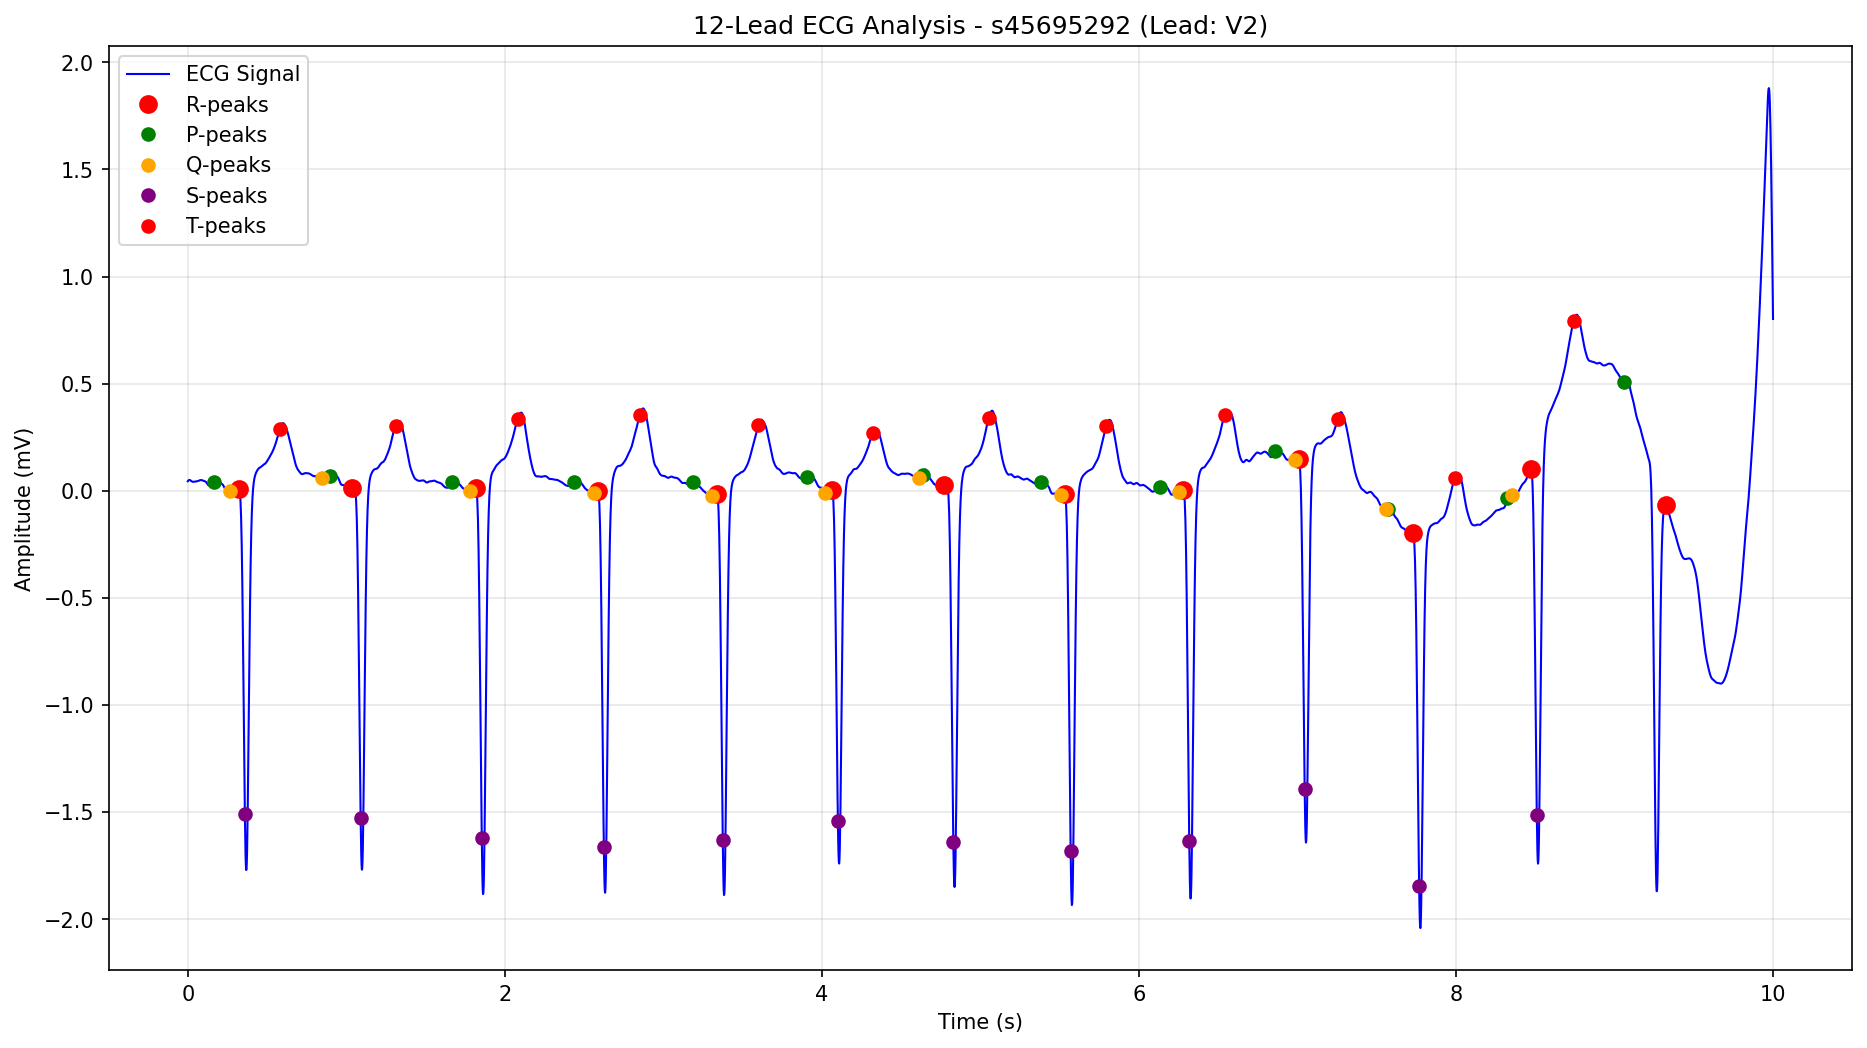 12-Lead ECG Analysis - s45695292 (Lead: V2)
ECG Signal
R-peaks
P-peaks
Q-peaks
S-peaks
T-peaks
Amplitude (mV)
2.0
1.5
1.0
0.5
0.0
−0.5
−1.0
−1.5
−2.0
0
2
4
6
8
10
Time (s)